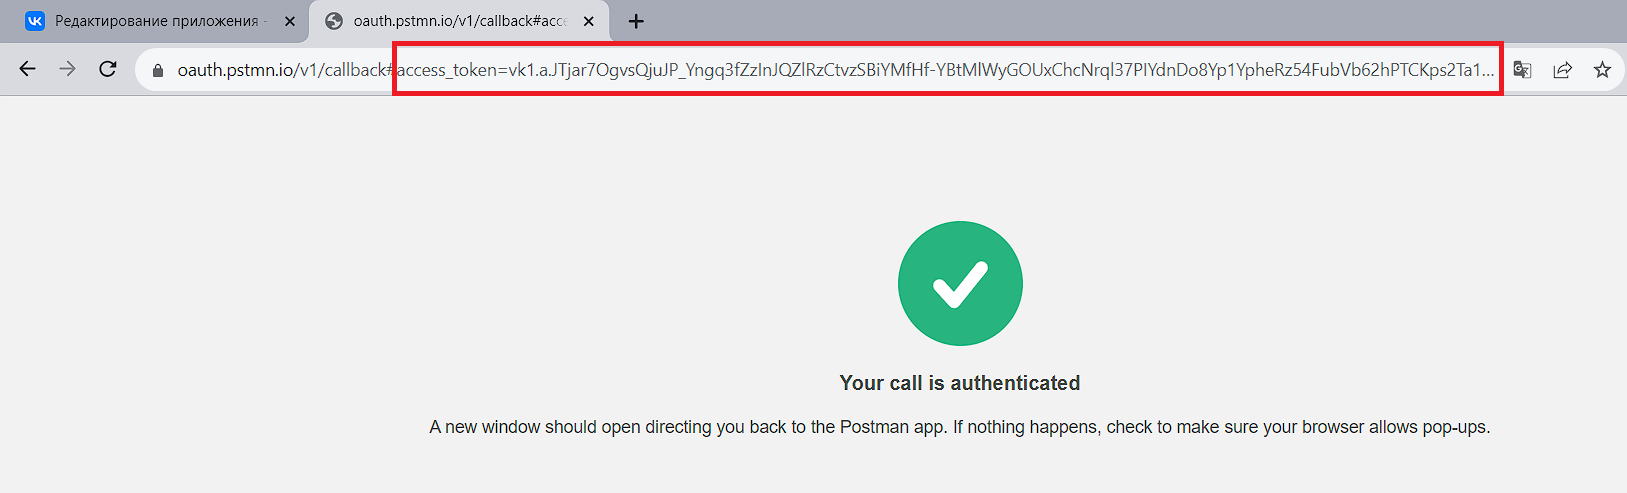 Редактирование приложения -
oauth.pstmn.io/v1/callback#acce
oauth.pstmn.io/v1/callback#access_token=vk1.a.JTjar7OgvsQjuJP_Yngq3fZzInJQZlRzCtvzSBiYMfHf-YBtMlWyGOUxChcNrql37PIYdnDo8Yp1YpheRz54FubVb62hPTCKps2Ta1...
Your call is authenticated
A new window should open directing you back to the Postman app. If nothing happens, check to make sure your browser allows pop-ups.